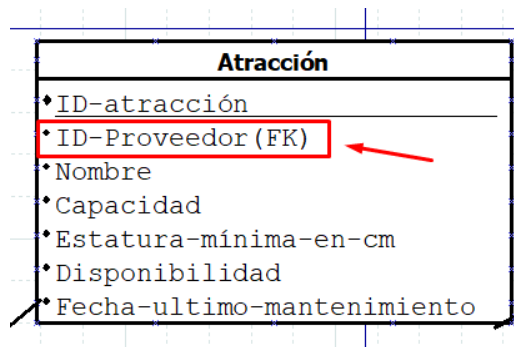 Atracción
ID-atracción
ID-Proveedor(FK)
Nombre
Capacidad
Estatura-mínima-en-cm
Disponibilidad
Fecha-ultimo-mantenimiento